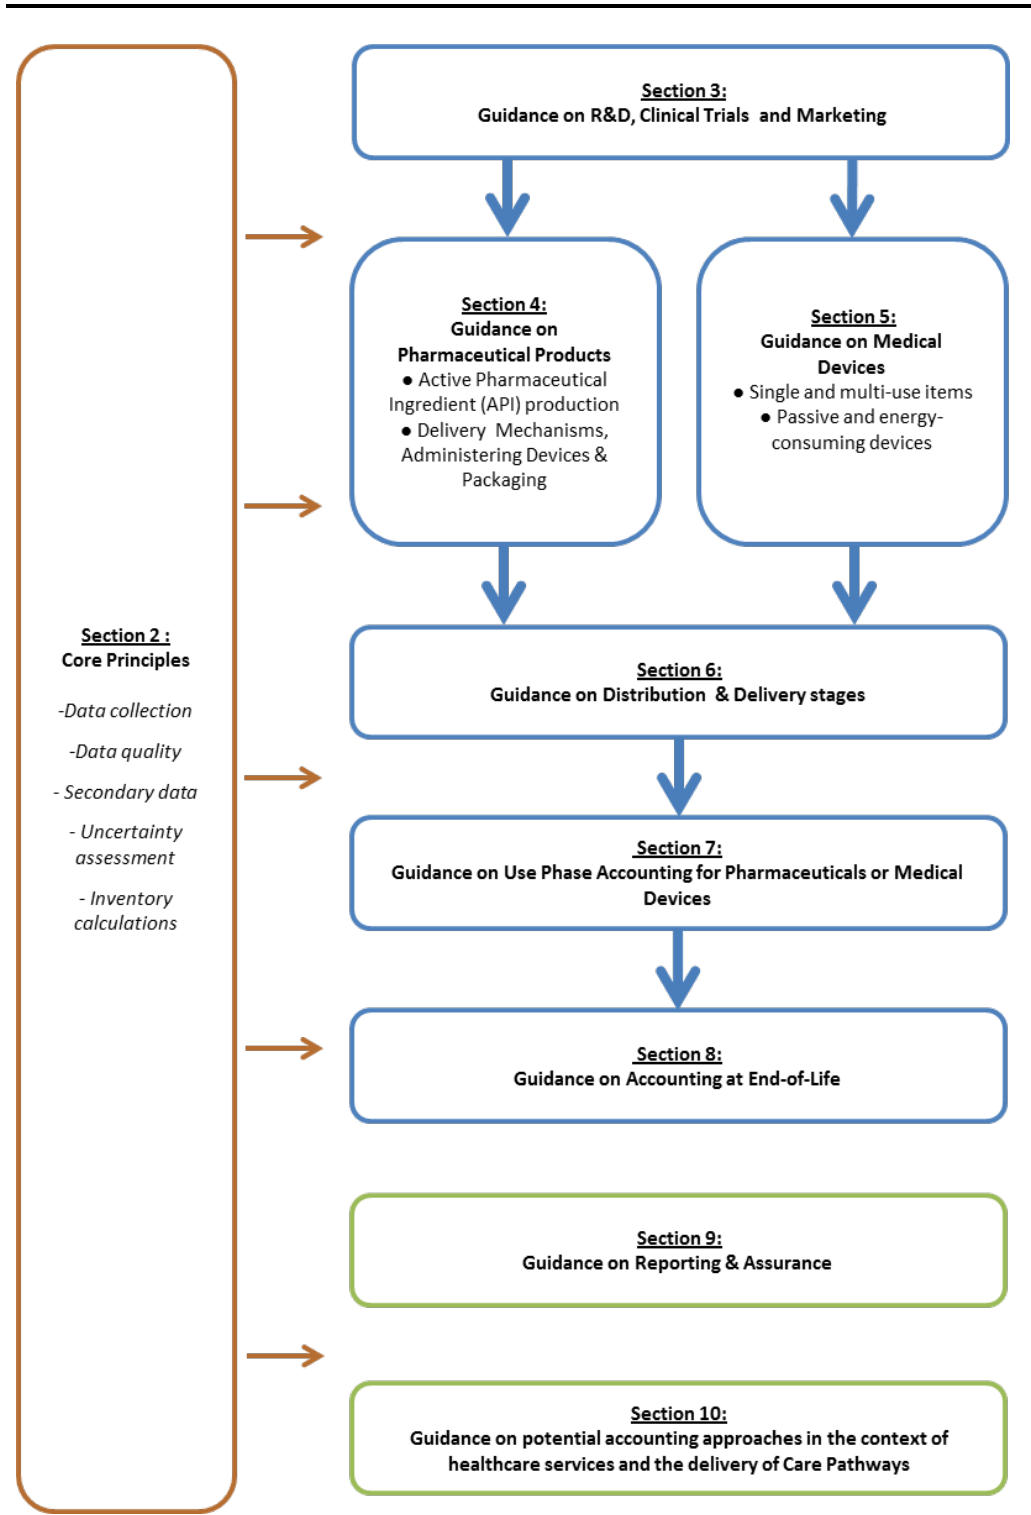 Section 2 :
Core Principles
-Data collection
-Data quality
- Secondary data
- Uncertainty
assessment
- Inventory
calculations
Section 3:
Guidance on R&D, Clinical Trials and Marketing
Section 4:
Guidance on
Pharmaceutical Products
● Active Pharmaceutical
Ingredient (API) production
● Delivery Mechanisms,
Administering Devices &
Packaging
Section 5:
Guidance on Medical
Devices
● Single and multi-use items
● Passive and energy-
consuming devices
Section 6:
Guidance on Distribution & Delivery stages
Section 7:
Guidance on Use Phase Accounting for Pharmaceuticals or Medical
Devices
Section 8:
Guidance on Accounting at End-of-Life
Section 9:
Guidance on Reporting & Assurance
Section 10:
Guidance on potential accounting approaches in the context of
healthcare services and the delivery of Care Pathways